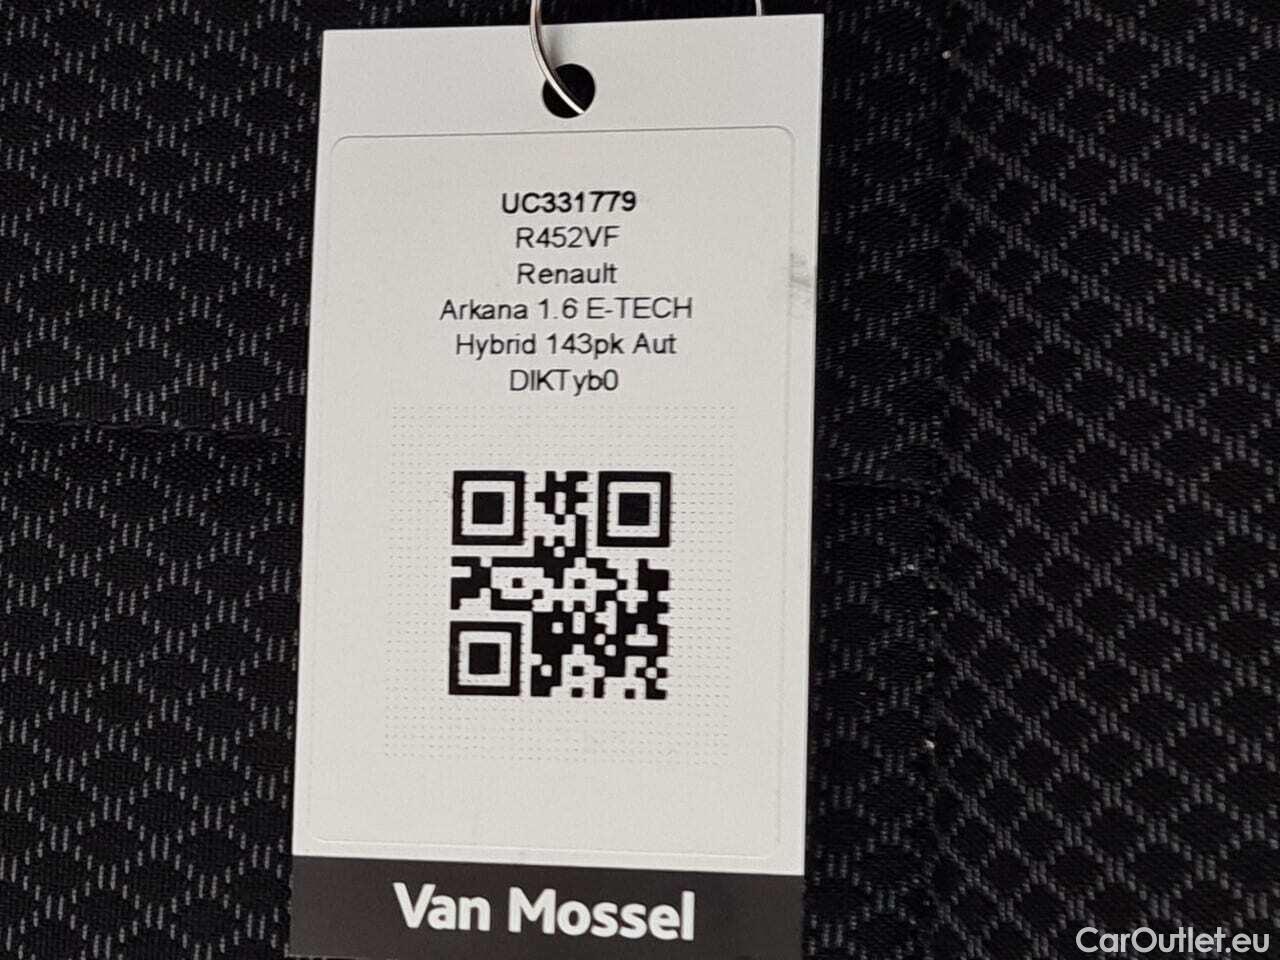 UC331779
R452VF
Renault
Arkana 1.6 E-TECH
Hybrid 143pk Aut
DIKTyb0
Van Mossel
CarOutlet.eu